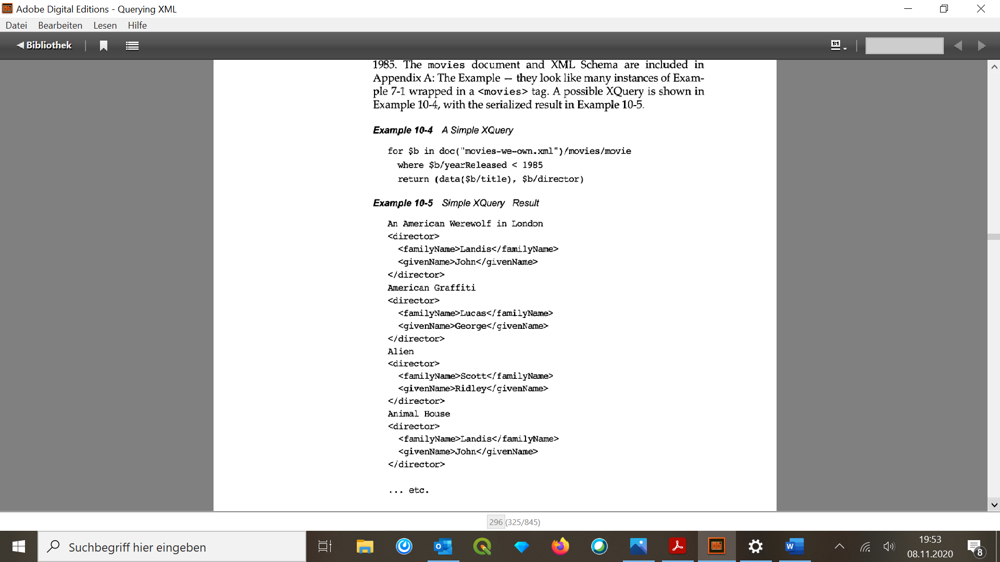 Adobe Digital Editions - Querying XML
Datei Bearbeiten Lesen Hilfe
Bibliothek
1:1
1985. The movies document and XML Schema are included in
Appendix A: The Example — they look like many instances of Exam-
ple 7-1 wrapped in a <movies> tag. A possible XQuery is shown in
Example 10-4, with the serialized result in Example 10-5.
Example 10-4 A Simple XQuery
for $b in doc("movies-we-own.xml")/movies/movie
where $b/yearReleased < 1985
return (data($b/title), $b/director)
Example 10-5 Simple XQuery Result
An American Werewolf in London
<director>
<familyName>Landis</familyName>
<givenName>John</givenName>
</director>
American Graffiti
<director>
<familyName>Lucas</familyName>
<givenName>George</givenName>
</director>
Alien
<director>
<familyName>Scott</familyName>
<givenName>Ridley</givenName>
</director>
Animal House
<director>
<familyName>Landis</familyName>
<givenName>John</givenName>
</director>
... etc.
296 (325/845)
Suchbegriff hier eingeben
19:53
08.11.2020
8